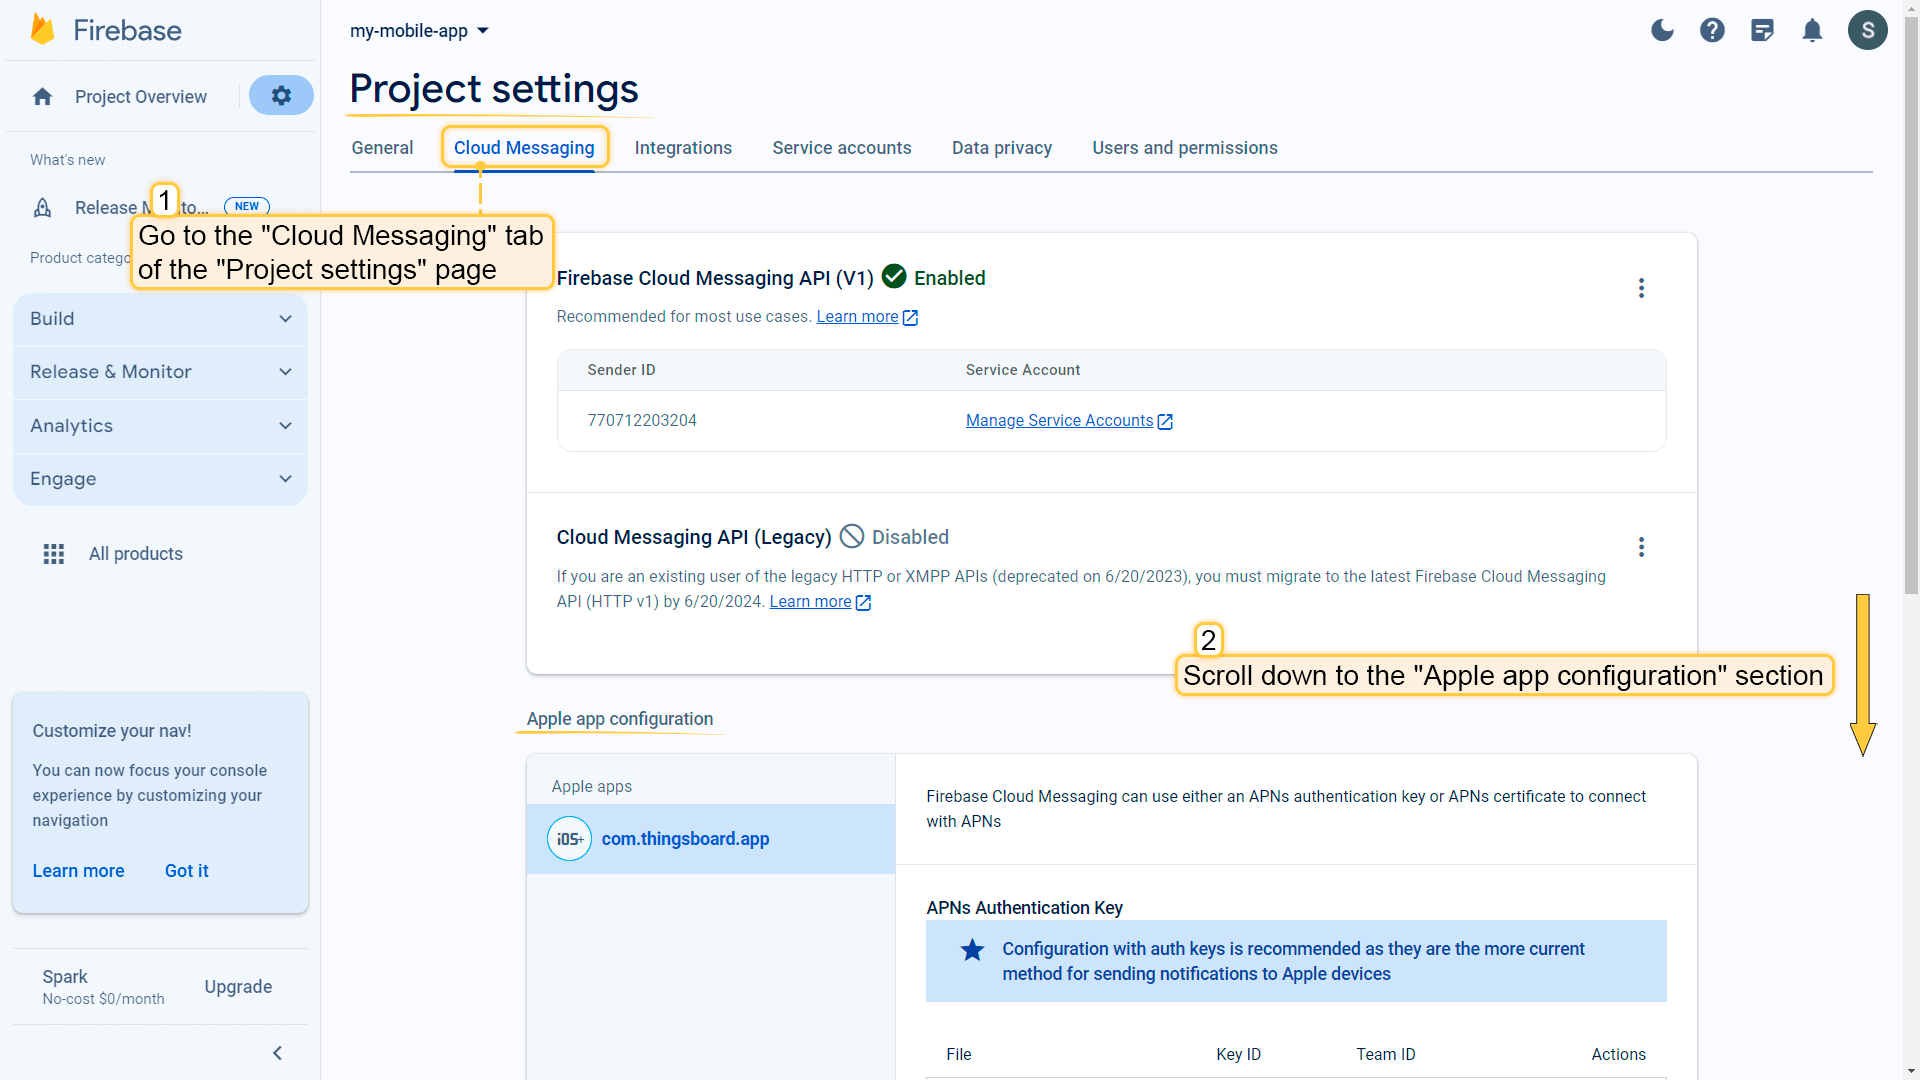 Firebase
my-mobile-app
S
Project Overview
Project settings
General
Cloud Messaging
Integrations
Service accounts
Data privacy
Users and permissions
What's new
Release
NEW
1
Go to the "Cloud Messaging" tab
of the "Project settings" page
Product
Build
Release & Monitor
Analytics
Engage
All products
Customize your nav!
You can now focus your console
experience by customizing your
navigation
Learn more
Got it
Spark
No-cost $0/month
Upgrade
Firebase Cloud Messaging API (V1)
Enabled
Recommended for most use cases. Learn more
Sender ID
Service Account
770712203204
Manage Service Accounts
Cloud Messaging API (Legacy)
Disabled
If you are an existing user of the legacy HTTP or XMPP APIs (deprecated on 6/20/2023), you must migrate to the latest Firebase Cloud Messaging
API (HTTP v1) by 6/20/2024. Learn more
2
Scroll down to the "Apple app configuration" section
Apple app configuration
Apple apps
iOS+
com.thingsboard.app
Firebase Cloud Messaging can use either an APNs authentication key or APNs certificate to connect
with APNs
APNs Authentication Key
Configuration with auth keys is recommended as they are the more current
method for sending notifications to Apple devices
File
Key ID
Team ID
Actions